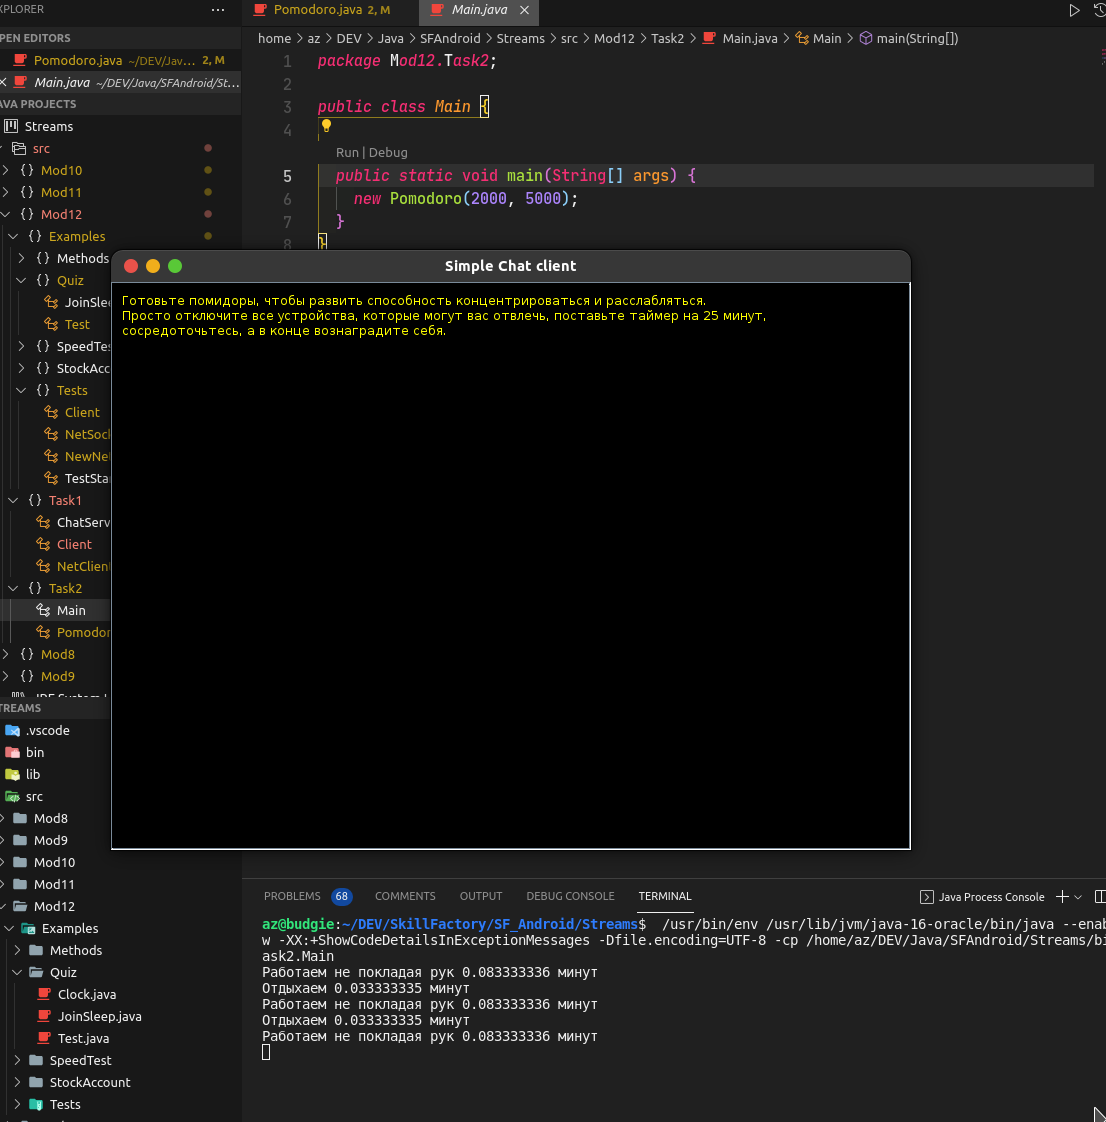 XPLORER ···
PEN EDITORS
Pomodoro.java ~/DEV/Jav... 2, M
Main.java ~/DEV/Java/SFAndroid/St...
AVA PROJECTS
Streams
src
Mod10
Mod11
Mod12
Examples
Methods
Quiz
JoinSlee
Test
SpeedTes
StockAcc
Tests
Client
NetSock
NewNet
TestSta
Task1
ChatServ
Client
NetClient
Task2
Main
Pomodor
Mod8
Mod9
TREAMS
.vscode
bin
lib
src
Mod8
Mod9
Mod10
Mod11
Mod12
Examples
Methods
Quiz
Clock.java
JoinSleep.java
Test.java
SpeedTest
StockAccount
Tests
Pomodoro.java 2, M Main.java
home > az > DEV > Java > SFAndroid > Streams > src > Mod12 > Task2 > Main.java > Main > main(String[])
1 package Mod12.Task2;
2
3 public class Main {
4
Run | Debug
5 public static void main(String[] args) {
6 new Pomodoro(2000, 5000);
7 }
8 }
Simple Chat client
Готовьте помидоры, чтобы развить способность концентрироваться и расслабляться.
Просто отключите все устройства, которые могут вас отвлечь, поставьте таймер на 25 минут,
сосредоточьтесь, а в конце вознаградите себя.
PROBLEMS 68 COMMENTS OUTPUT DEBUG CONSOLE TERMINAL Java Process Console
az@budgie:~/DEV/SkillFactory/SF_Android/Streams$ /usr/bin/env /usr/lib/jvm/java-16-oracle/bin/java --enab
w -XX:+ShowCodeDetailsInExceptionMessages -Dfile.encoding=UTF-8 -cp /home/az/DEV/Java/SFAndroid/Streams/bi
ask2.Main
Работаем не покладая рук 0.083333336 минут
Отдыхаем 0.033333335 минут
Работаем не покладая рук 0.083333336 минут
Отдыхаем 0.033333335 минут
Работаем не покладая рук 0.083333336 минут